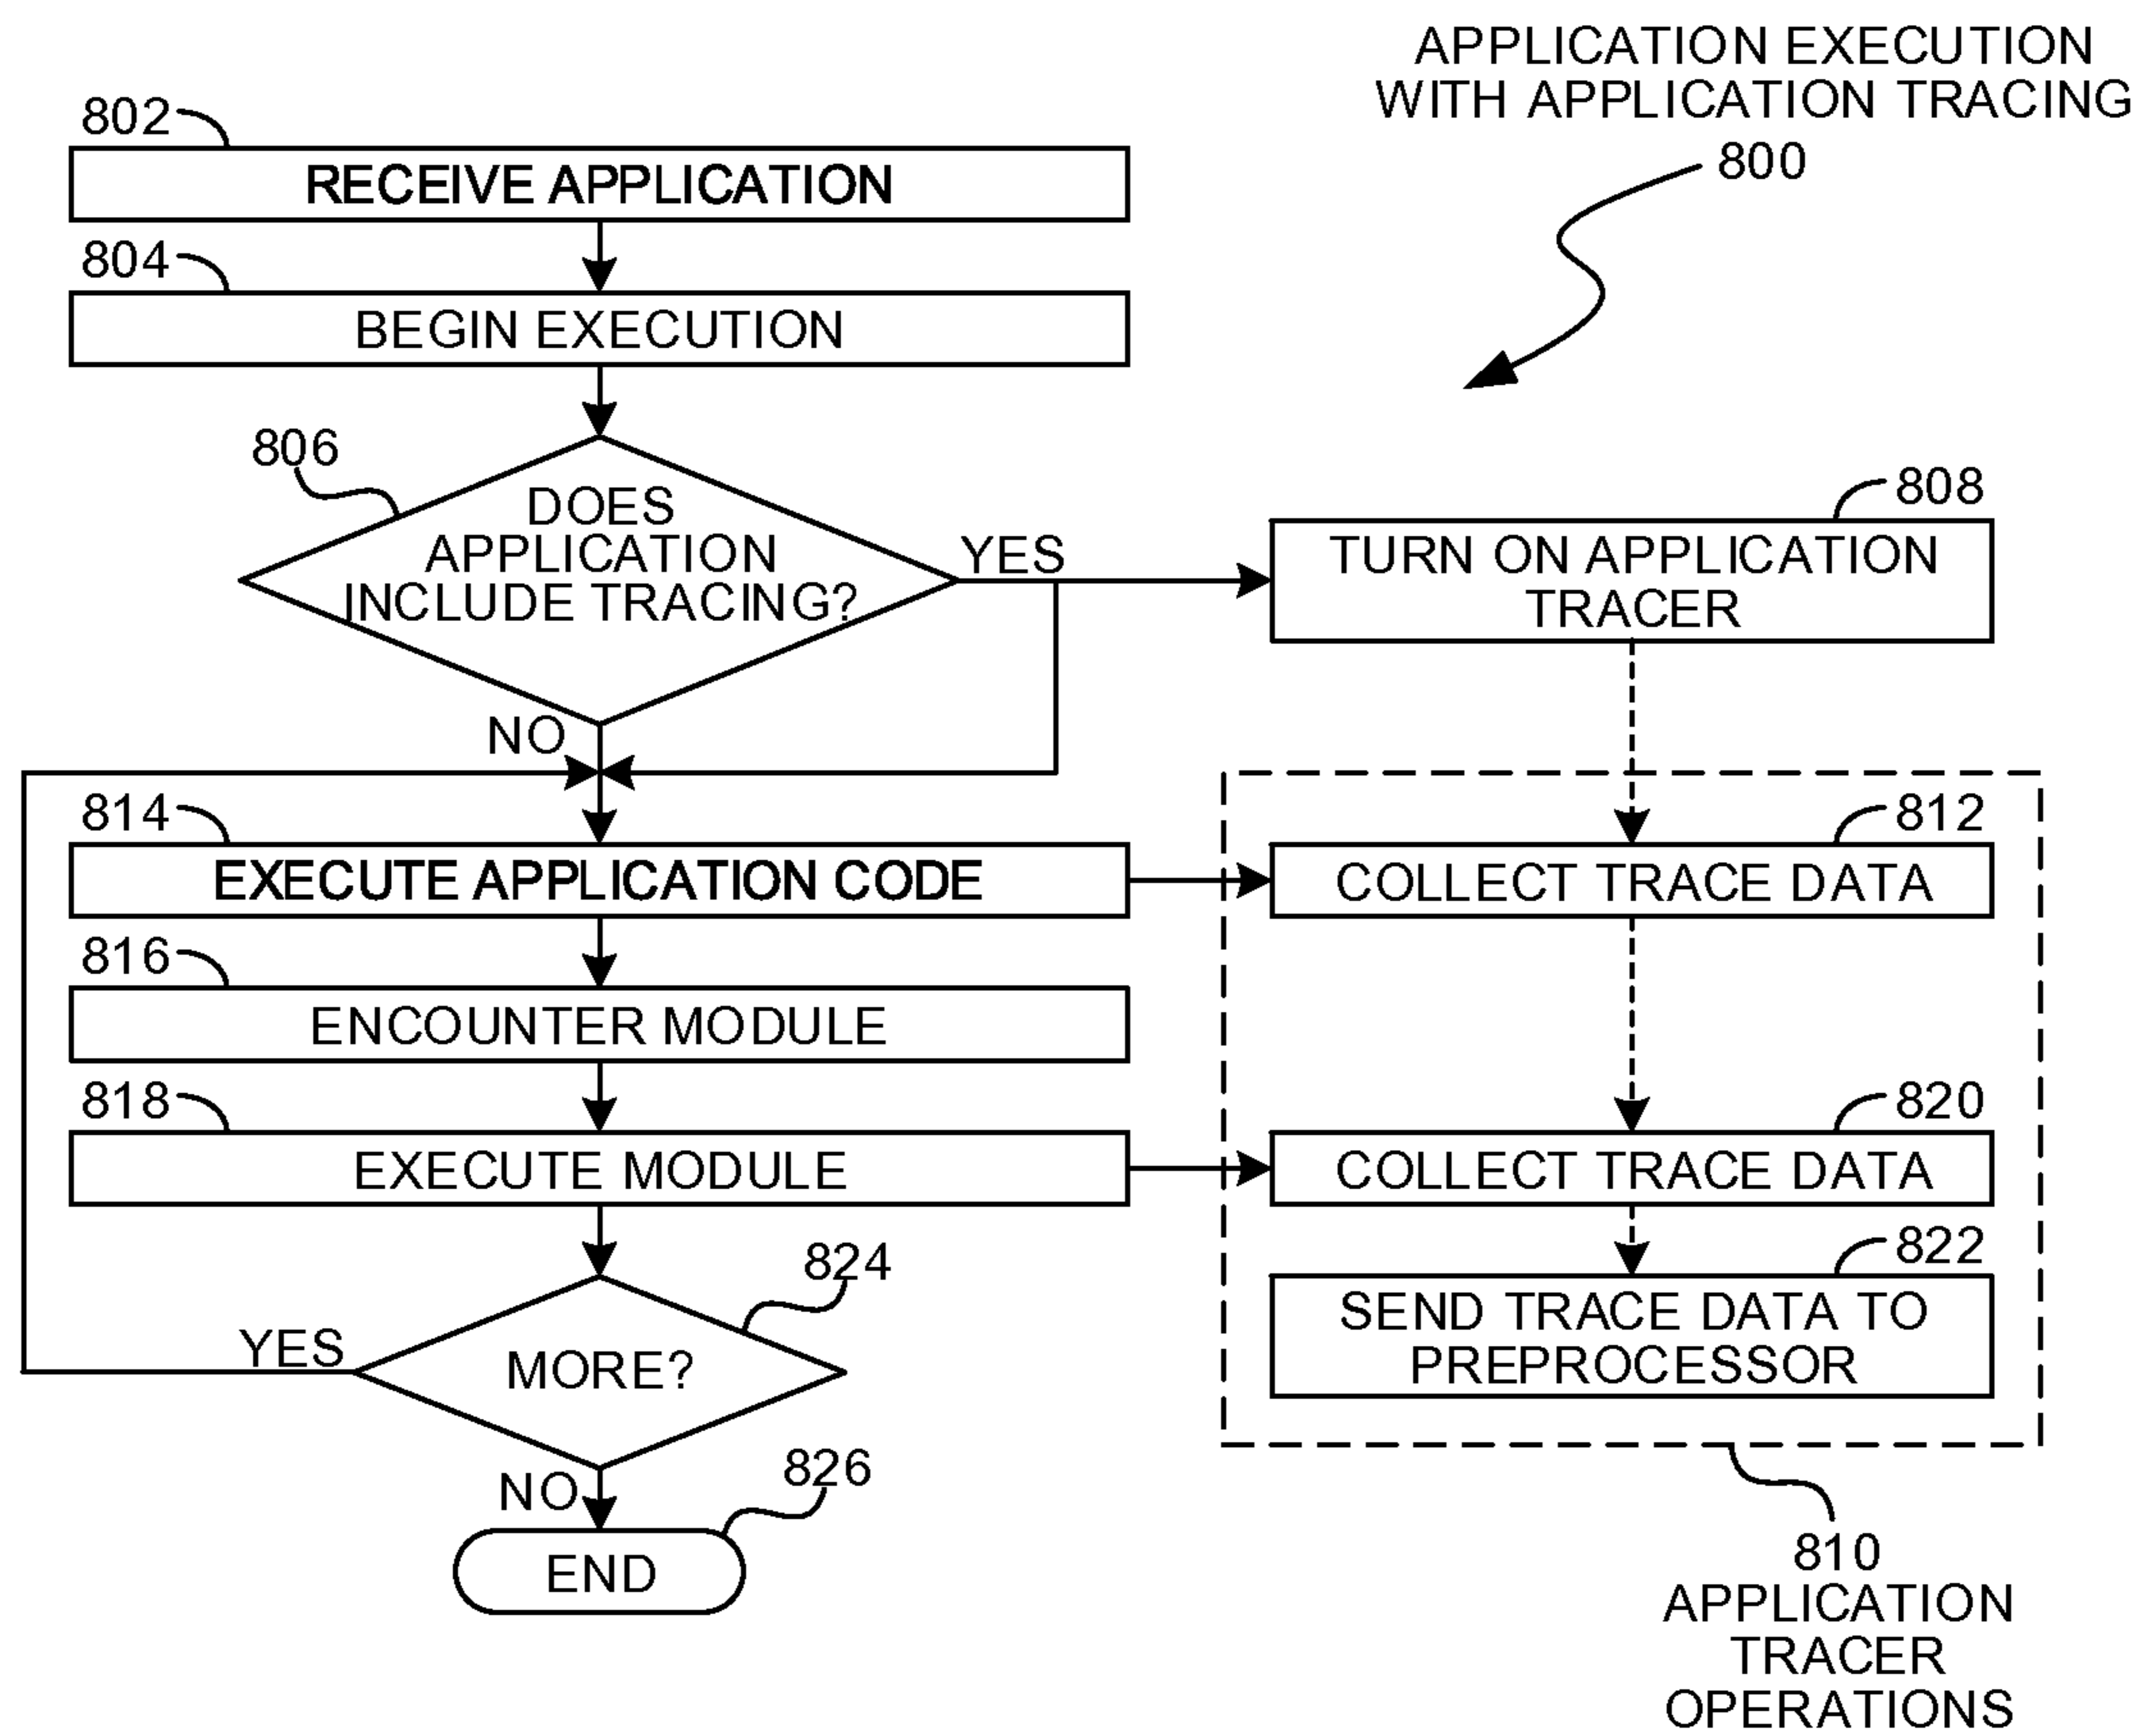 APPLICATION EXECUTION
WITH APPLICATION TRACING
800
802
RECEIVE APPLICATION
804
BEGIN EXECUTION
806
DOES
APPLICATION
INCLUDE TRACING?
YES
808
TURN ON APPLICATION
TRACER
NO
814
EXECUTE APPLICATION CODE
812
COLLECT TRACE DATA
816
ENCOUNTER MODULE
818
EXECUTE MODULE
820
COLLECT TRACE DATA
822
SEND TRACE DATA TO
PREPROCESSOR
824
MORE?
YES
NO
826
END
810
APPLICATION
TRACER
OPERATIONS